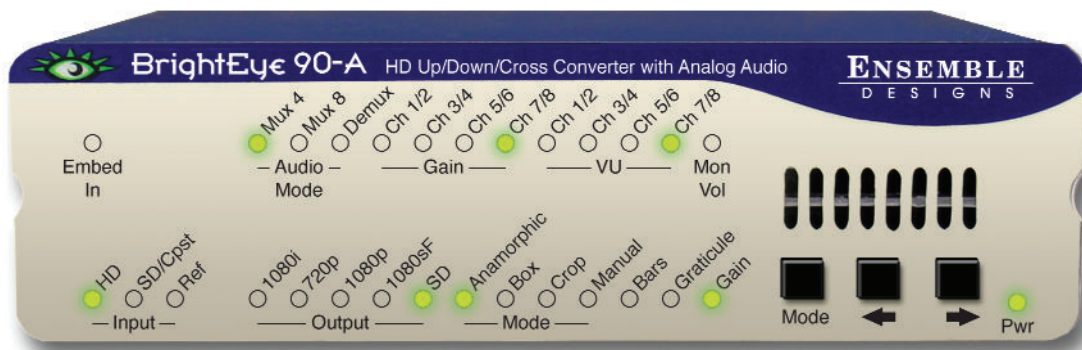 BrightEye 90-A HD Up/Down/Cross Converter with Analog Audio
ENSEMBLE
DESIGNS
Mux 4 Mux 8 Demux Ch 1/2 Ch 3/4 Ch 5/6 Ch 7/8 Ch 1/2 Ch 3/4 Ch 5/6 Ch 7/8
Embed In
Audio Mode
Gain
VU
Mon Vol
HD SD/Cpst Ref 1080i 720p 1080p 1080sF SD Anamorphic Box Crop Manual Bars Graticule Gain
Input
Output
Mode
Mode
Pwr